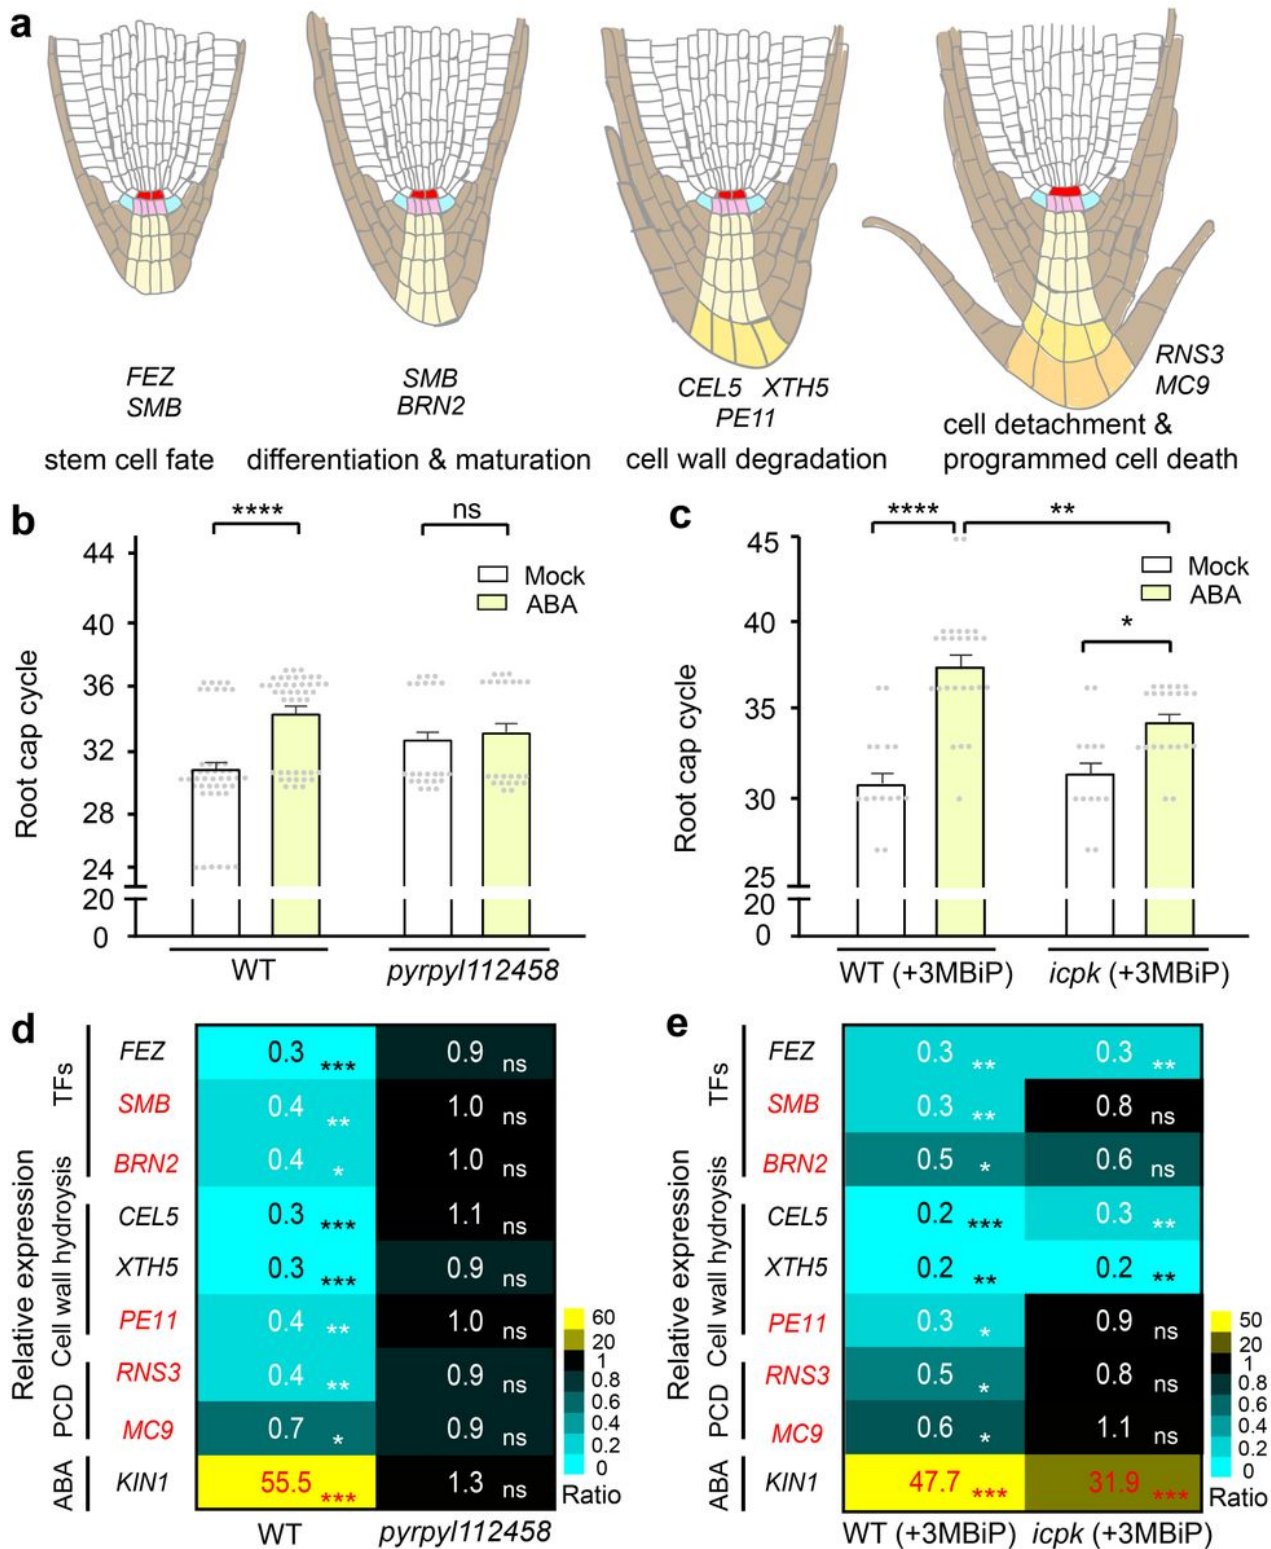 a
FEZ
SMB
stem cell fate
SMB
BRN2
differentiation & maturation
CEL5 XTH5
PE11
cell wall degradation
RNS3
MC9
cell detachment &
programmed cell death
b
**** ns
Mock
ABA
Root cap cycle
44
40
36
32
28
24
20
0
WT pyrpyl112458
c
**** **
*
Mock
ABA
Root cap cycle
45
40
35
30
25
20
0
WT (+3MBiP) icpk (+3MBiP)
d
Relative expression
TFs
Cell wall hydroysis
PCD
ABA
FEZ 0.3 *** 0.9 ns
SMB 0.4 ** 1.0 ns
BRN2 0.4 * 1.0 ns
CEL5 0.3 *** 1.1 ns
XTH5 0.3 *** 0.9 ns
PE11 0.4 ** 1.0 ns
RNS3 0.4 ** 0.9 ns
MC9 0.7 * 0.9 ns
KIN1 55.5 *** 1.3 ns
WT pyrpyl112458
60
20
1
0.8
0.6
0.4
0.2
0
Ratio
e
Relative expression
TFs
Cell wall hydroysis
PCD
ABA
FEZ 0.3 ** 0.3 **
SMB 0.3 ** 0.8 ns
BRN2 0.5 * 0.6 ns
CEL5 0.2 *** 0.3 **
XTH5 0.2 ** 0.2 **
PE11 0.3 * 0.9 ns
RNS3 0.5 * 0.8 ns
MC9 0.6 * 1.1 ns
KIN1 47.7 *** 31.9 ***
WT (+3MBiP) icpk (+3MBiP)
50
20
1
0.8
0.6
0.4
0.2
0
Ratio